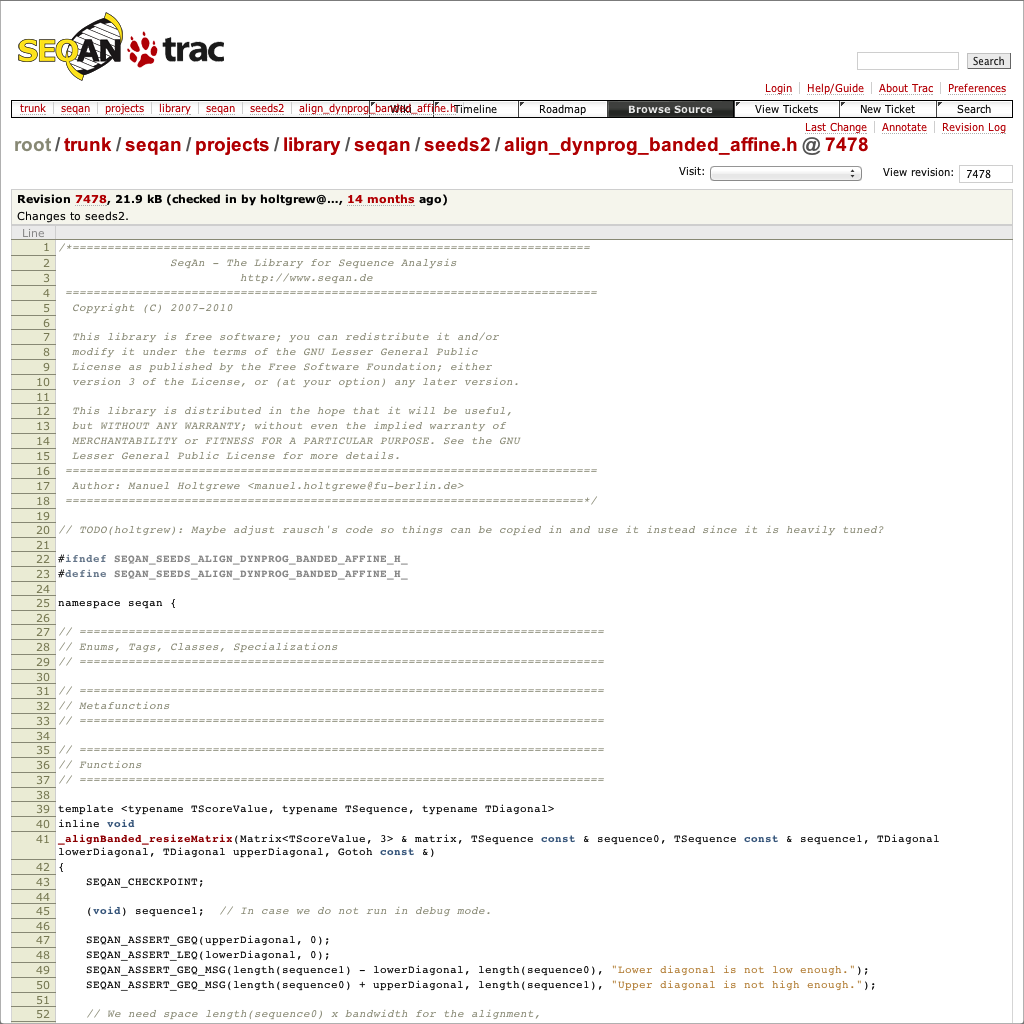 SEQAN trac
Search
Login Help/Guide About Trac Preferences
trunk seqan projects library seqan seeds2 align_dynprog_banded_affine.h Wiki Timeline Roadmap Browse Source View Tickets New Ticket Search
Last Change Annotate Revision Log
root/trunk/seqan/projects/library/seqan/seeds2/align_dynprog_banded_affine.h @ 7478
Visit: View revision: 7478
Revision 7478, 21.9 kB (checked in by holtgrew@..., 14 months ago)
Changes to seeds2.
Line
1 /*==========================================================================
2 SeqAn - The Library for Sequence Analysis
3 http://www.seqan.de
4 ============================================================================
5 Copyright (C) 2007-2010
6
7 This library is free software; you can redistribute it and/or
8 modify it under the terms of the GNU Lesser General Public
9 License as published by the Free Software Foundation; either
10 version 3 of the License, or (at your option) any later version.
11
12 This library is distributed in the hope that it will be useful,
13 but WITHOUT ANY WARRANTY; without even the implied warranty of
14 MERCHANTABILITY or FITNESS FOR A PARTICULAR PURPOSE. See the GNU
15 Lesser General Public License for more details.
16 ============================================================================
17 Author: Manuel Holtgrewe <manuel.holtgrewe@fu-berlin.de>
18 ==========================================================================*/
19
20 // TODO(holtgrew): Maybe adjust rausch's code so things can be copied in and use it instead since it is heavily tuned?
21
22 #ifndef SEQAN_SEEDS_ALIGN_DYNPROG_BANDED_AFFINE_H_
23 #define SEQAN_SEEDS_ALIGN_DYNPROG_BANDED_AFFINE_H_
24
25 namespace seqan {
26
27 // ===========================================================================
28 // Enums, Tags, Classes, Specializations
29 // ===========================================================================
30
31 // ===========================================================================
32 // Metafunctions
33 // ===========================================================================
34
35 // ===========================================================================
36 // Functions
37 // ===========================================================================
38
39 template <typename TScoreValue, typename TSequence, typename TDiagonal>
40 inline void
41 _alignBanded_resizeMatrix(Matrix<TScoreValue, 3> & matrix, TSequence const & sequence0, TSequence const & sequence1, TDiagonal
lowerDiagonal, TDiagonal upperDiagonal, Gotoh const &)
42 {
43 SEQAN_CHECKPOINT;
44
45 (void) sequence1; // In case we do not run in debug mode.
46
47 SEQAN_ASSERT_GEQ(upperDiagonal, 0);
48 SEQAN_ASSERT_LEQ(lowerDiagonal, 0);
49 SEQAN_ASSERT_GEQ_MSG(length(sequence1) - lowerDiagonal, length(sequence0), "Lower diagonal is not low enough.");
50 SEQAN_ASSERT_GEQ_MSG(length(sequence0) + upperDiagonal, length(sequence1), "Upper diagonal is not high enough.");
51
52 // We need space length(sequence0) x bandwidth for the alignment,